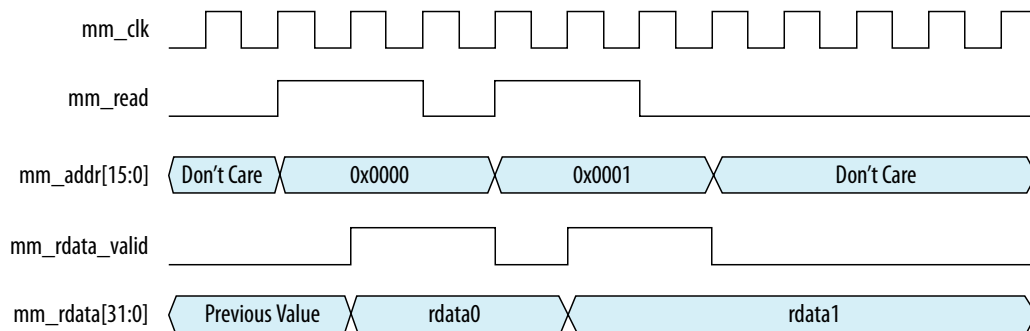 mm_clk
mm_read
mm_addr[15:0] Don’t Care 0x0000 0x0001 Don’t Care
mm_rdata_valid
mm_rdata[31:0] Previous Value rdata0 rdata1